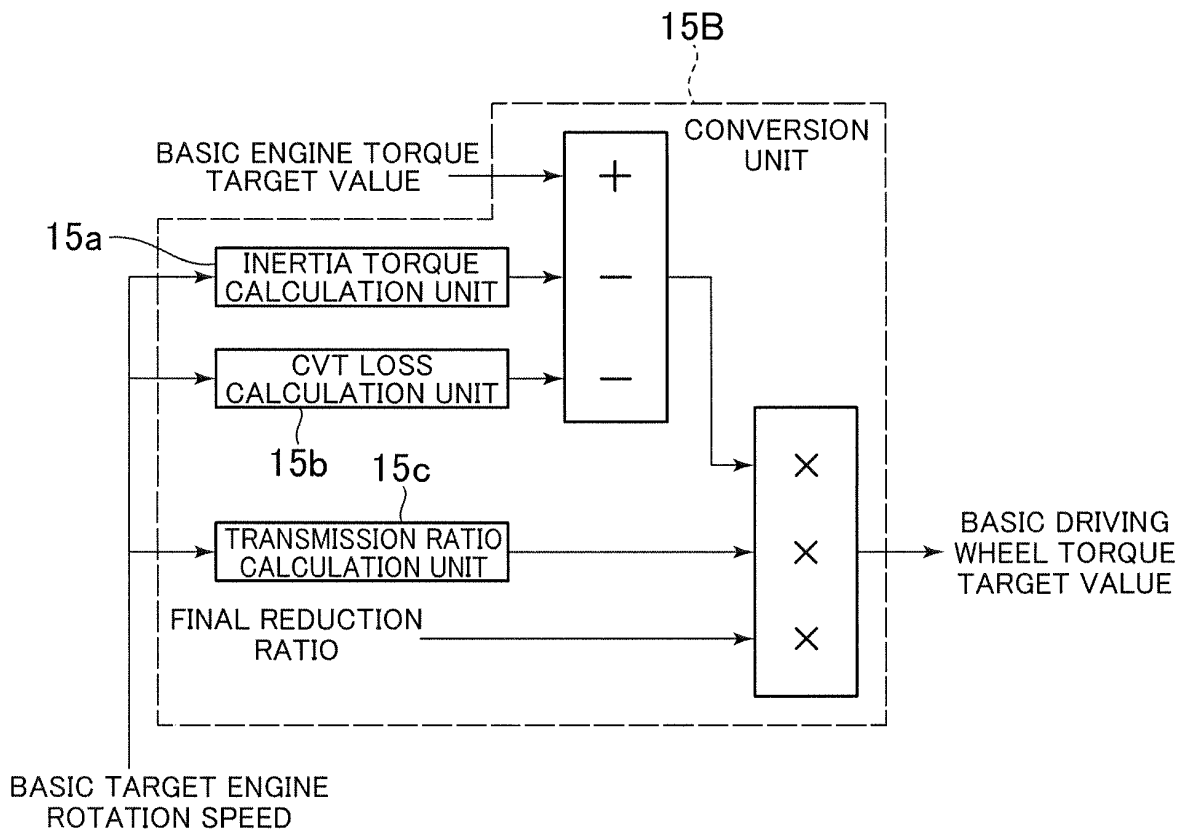 15B
CONVERSION
UNIT
BASIC ENGINE TORQUE
TARGET VALUE
+
15a
INERTIA TORQUE
CALCULATION UNIT
−
CVT LOSS
CALCULATION UNIT
−
15b
15c
×
TRANSMISSION RATIO
CALCULATION UNIT
×
BASIC DRIVING
WHEEL TORQUE
TARGET VALUE
FINAL REDUCTION
RATIO
×
BASIC TARGET ENGINE
ROTATION SPEED